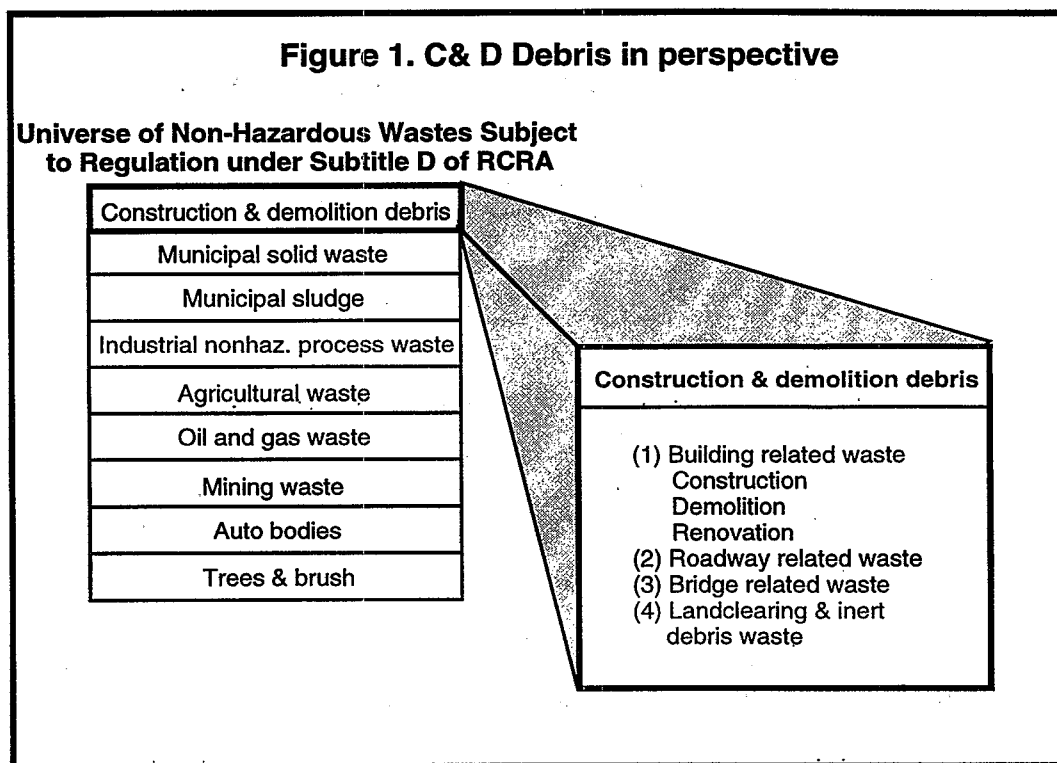 Figure 1. C& D Debris in perspective
Universe of Non-Hazardous Wastes Subject
to Regulation under Subtitle D of RCRA
Construction & demolition debris
Municipal solid waste
Municipal sludge
Industrial nonhaz. process waste
Agricultural waste
Oil and gas waste
Mining waste
Auto bodies
Trees & brush
Construction & demolition debris
(1) Building related waste
Construction
Demolition
Renovation
(2) Roadway related waste
(3) Bridge related waste
(4) Landclearing & inert
debris waste